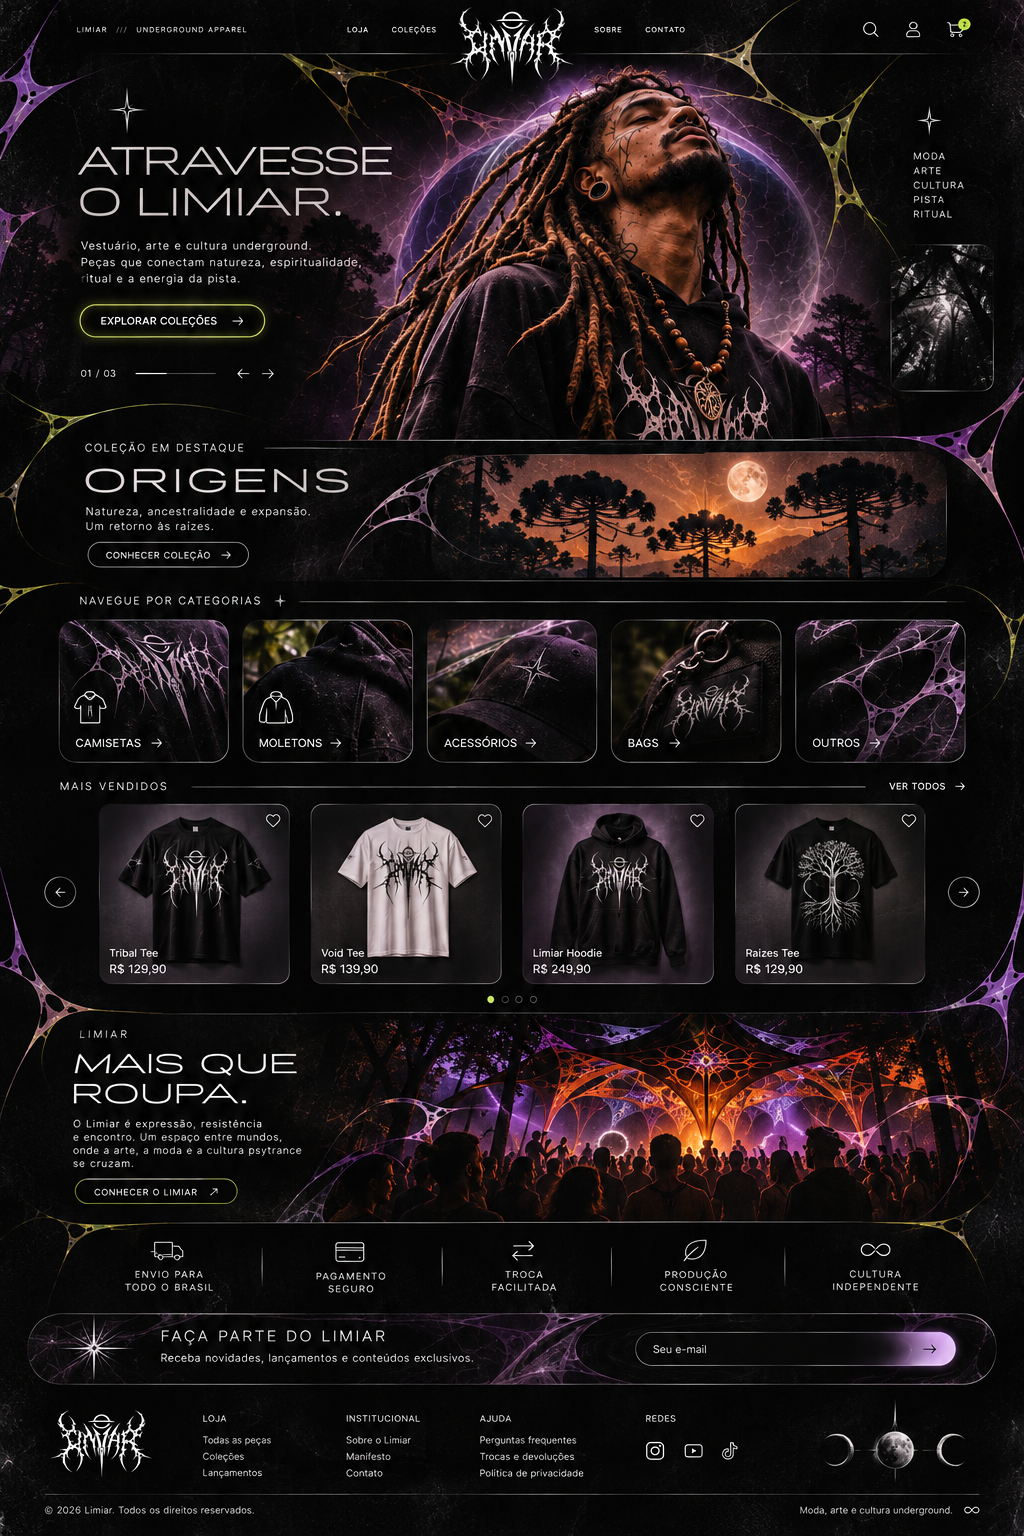 LIMIAR /// UNDERGROUND APPAREL
LOJA
COLEÇÕES
LIMIAR
SOBRE
CONTATO
2
ATRAVESSE
O LIMIAR.
Vestuário, arte e cultura underground.
Peças que conectam natureza, espiritualidade,
ritual e a energia da pista.
EXPLORAR COLEÇÕES →
01 / 03
← →
MODA
ARTE
CULTURA
PISTA
RITUAL
COLEÇÃO EM DESTAQUE
ORIGENS
Natureza, ancestralidade e expansão.
Um retorno às raízes.
CONHECER COLEÇÃO →
NAVEGUE POR CATEGORIAS
CAMISETAS →
MOLETONS →
ACESSÓRIOS →
LIMIAR
BAGS →
OUTROS →
MAIS VENDIDOS
VER TODOS →
Tribal Tee
R$ 129,90
Void Tee
R$ 139,90
LIMIAR
Limiar Hoodie
R$ 249,90
Raizes Tee
R$ 129,90
LIMIAR
MAIS QUE
ROUPA.
O Limiar é expressão, resistência
e encontro. Um espaço entre mundos,
onde a arte, a moda e a cultura psytrance
se cruzam.
CONHECER O LIMIAR ↗
ENVIO PARA
TODO O BRASIL
PAGAMENTO
SEGURO
TROCA
FACILITADA
PRODUÇÃO
CONSCIENTE
CULTURA
INDEPENDENTE
FAÇA PARTE DO LIMIAR
Receba novidades, lançamentos e conteúdos exclusivos.
Seu e-mail →
LIMIAR
LOJA
Todas as peças
Coleções
Lançamentos
INSTITUCIONAL
Sobre o Limiar
Manifesto
Contato
AJUDA
Perguntas frequentes
Trocas e devoluções
Política de privacidade
REDES
© 2026 Limiar. Todos os direitos reservados.
Moda, arte e cultura underground.